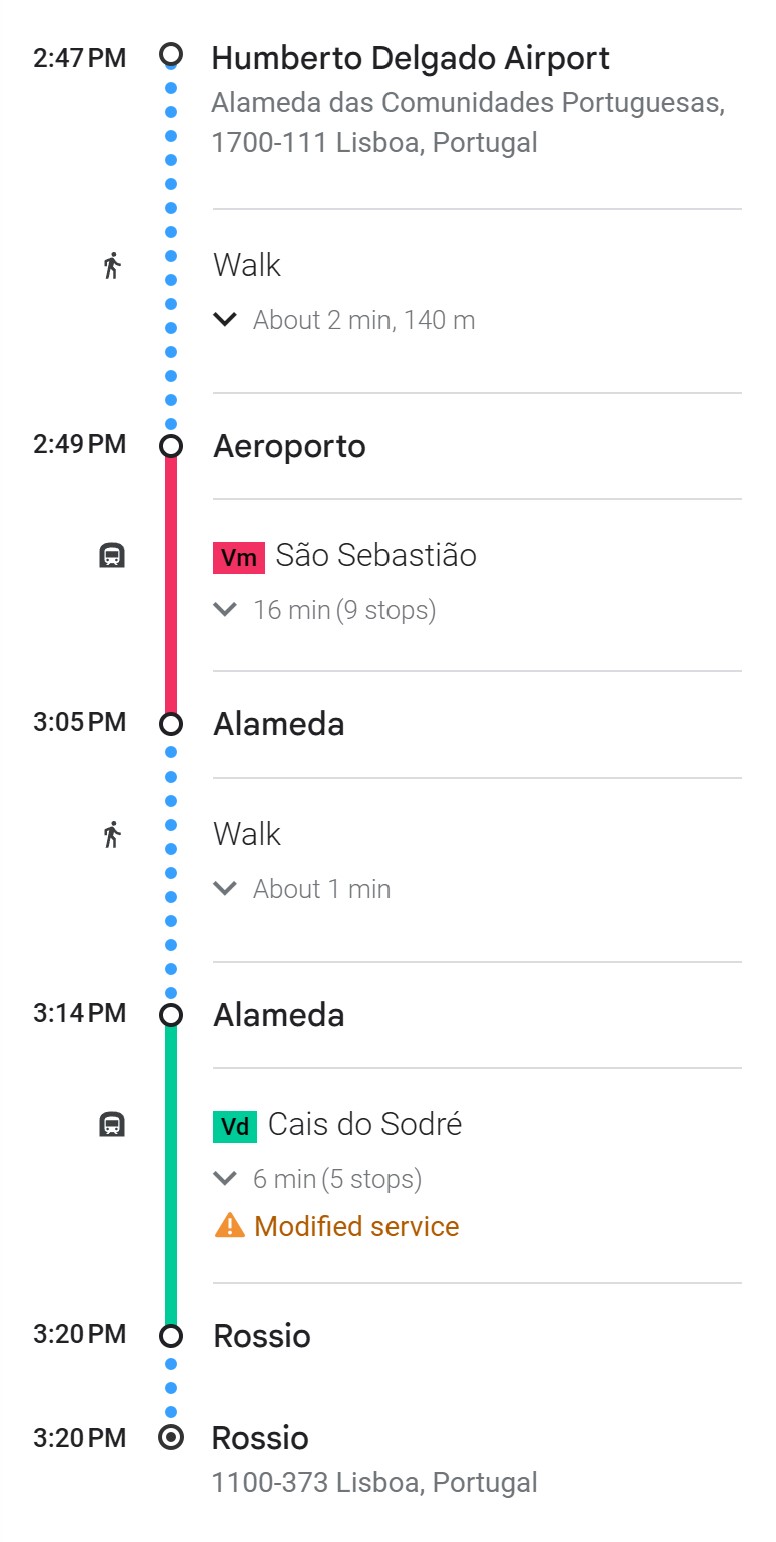 2:47 PM Humberto Delgado Airport
Alameda das Comunidades Portuguesas,
1700-111 Lisboa, Portugal
Walk
About 2 min, 140 m
2:49 PM Aeroporto
Vm São Sebastião
16 min (9 stops)
3:05 PM Alameda
Walk
About 1 min
3:14 PM Alameda
Vd Cais do Sodré
6 min (5 stops)
Modified service
3:20 PM Rossio
3:20 PM Rossio
1100-373 Lisboa, Portugal